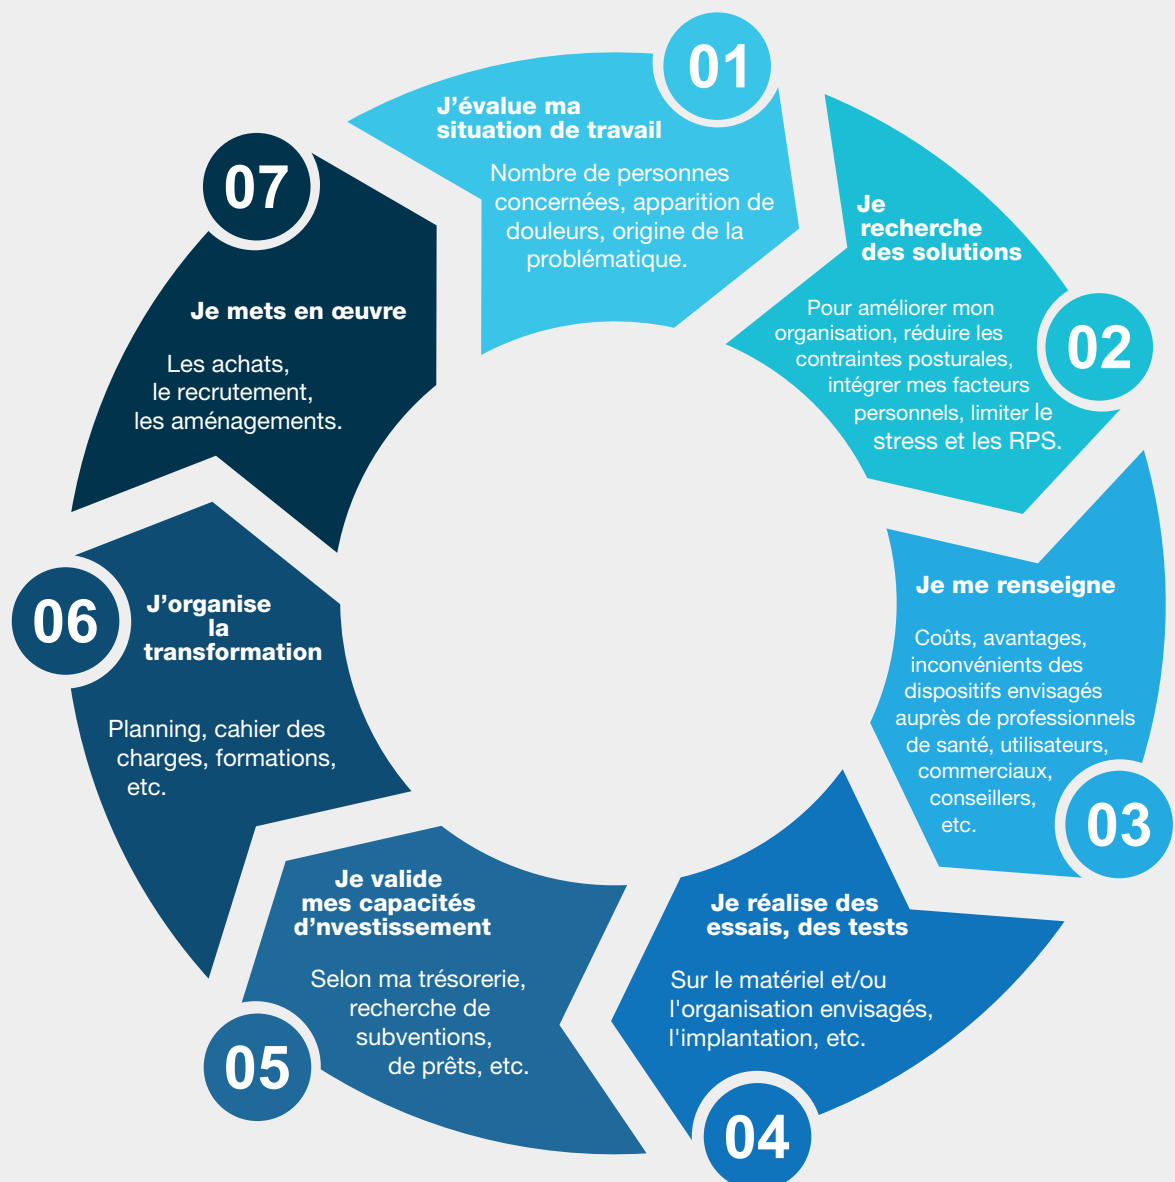 01
J’évalue ma
situation de travail
Nombre de personnes
concernées, apparition de
douleurs, origine de la
problématique.
Je
recherche
des solutions
02
Pour améliorer mon
organisation, réduire les
contraintes posturales,
intégrer mes facteurs
personnels, limiter le
stress et les RPS.
Je me renseigne
Coûts, avantages,
inconvénients des
dispositifs envisagés
auprès de professionnels
de santé, utilisateurs,
commerciaux,
conseillers,
etc.
03
Je réalise des
essais, des tests
Sur le matériel et/ou
l'organisation envisagés,
l'implantation, etc.
04
Je valide
mes capacités
d’nvestissement
Selon ma trésorerie,
recherche de
subventions,
de prêts, etc.
05
06
J’organise
la
transformation
Planning, cahier des
charges, formations,
etc.
07
Je mets en œuvre
Les achats,
le recrutement,
les aménagements.